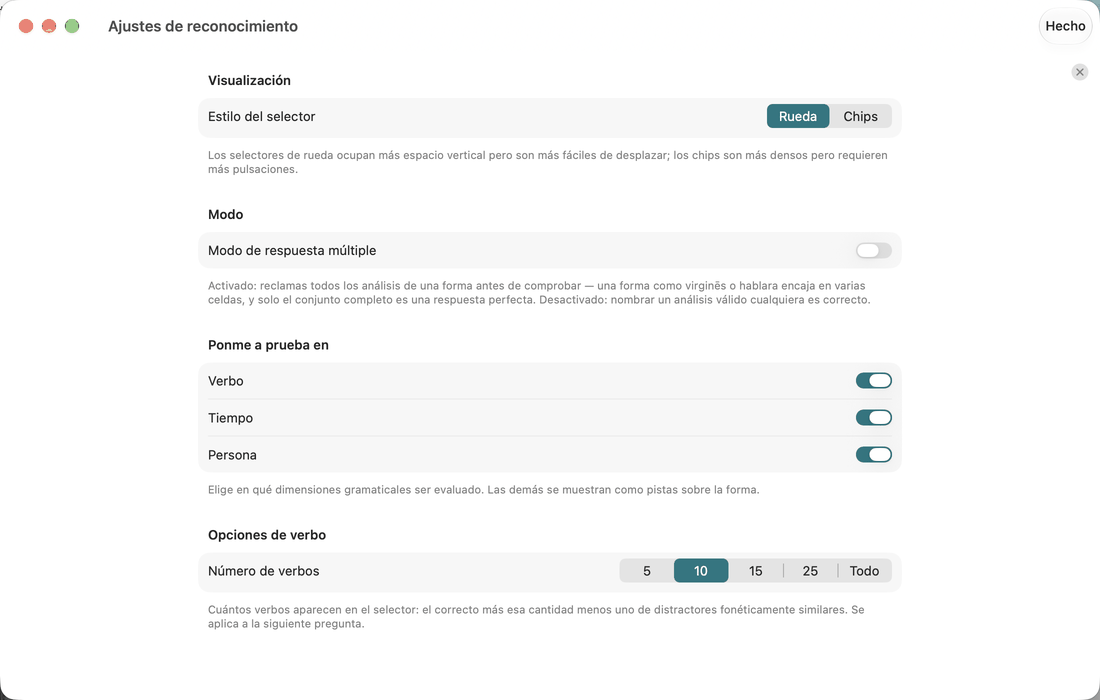 Ajustes de reconocimiento
Hecho
Visualización
Estilo del selector
Rueda
Chips
Los selectores de rueda ocupan más espacio vertical pero son más fáciles de desplazar; los chips son más densos pero requieren
más pulsaciones.
Modo
Modo de respuesta múltiple
Activado: reclamas todos los análisis de una forma antes de comprobar — una forma como virginēs o hablara encaja en varias
celdas, y solo el conjunto completo es una respuesta perfecta. Desactivado: nombrar un análisis válido cualquiera es correcto.
Ponme a prueba en
Verbo
Tiempo
Persona
Elige en qué dimensiones gramaticales ser evaluado. Las demás se muestran como pistas sobre la forma.
Opciones de verbo
Número de verbos
5
10
15
25
Todo
Cuántos verbos aparecen en el selector: el correcto más esa cantidad menos uno de distractores fonéticamente similares. Se
aplica a la siguiente pregunta.